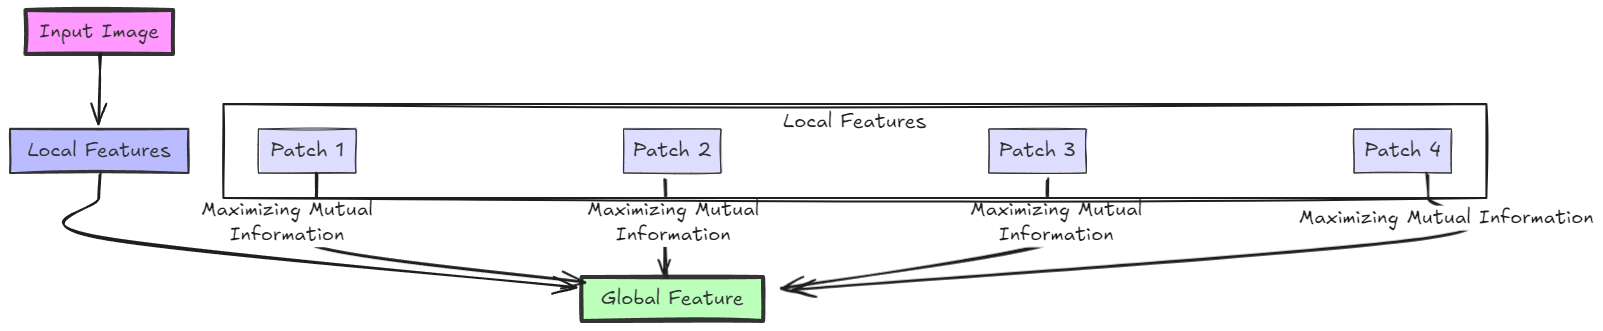 Input Image
Local Features
Local Features
Patch 1
Patch 2
Patch 3
Patch 4
Maximizing Mutual
Information
Maximizing Mutual
Information
Maximizing Mutual
Information
Maximizing Mutual Information
Global Feature